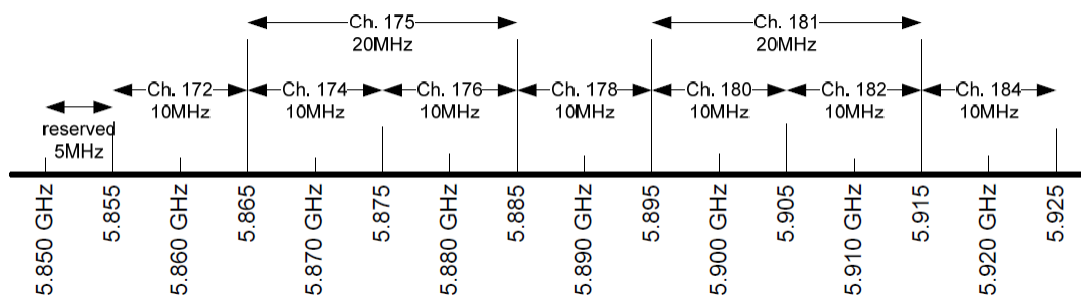 Ch. 175
20MHz
Ch. 181
20MHz
reserved
5MHz
Ch. 172
10MHz
Ch. 174
10MHz
Ch. 176
10MHz
Ch. 178
10MHz
Ch. 180
10MHz
Ch. 182
10MHz
Ch. 184
10MHz
5.850 GHz
5.855
5.860 GHz
5.865
5.870 GHz
5.875
5.880 GHz
5.885
5.890 GHz
5.895
5.900 GHz
5.905
5.910 GHz
5.915
5.920 GHz
5.925